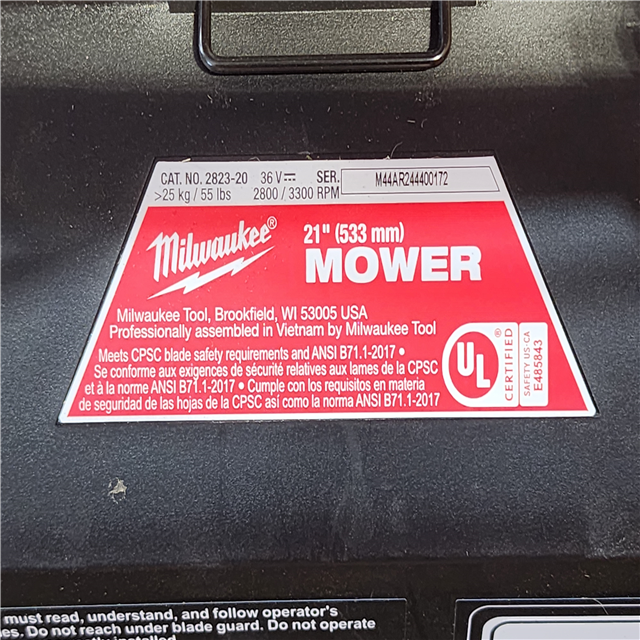 CAT. NO. 2823-20 36 V⎓ SER. M44AR244400172
>25 kg / 55 lbs 2800 / 3300 RPM
Milwaukee®
21" (533 mm)
MOWER
Milwaukee Tool, Brookfield, WI 53005 USA
Professionally assembled in Vietnam by Milwaukee Tool
Meets CPSC blade safety requirements and ANSI B71.1-2017 •
Se conforme aux exigences de sécurité relatives aux lames de la CPSC
et à la norme ANSI B71.1-2017 • Cumple con los requisitos en materia
de seguridad de las hojas de la CPSC así como la norma ANSI B71.1-2017
UL
®
CERTIFIED
SAFETY US-CA
E485843
must read, understand, and follow operator's
es. Do not reach under blade guard. Do not operate
installed